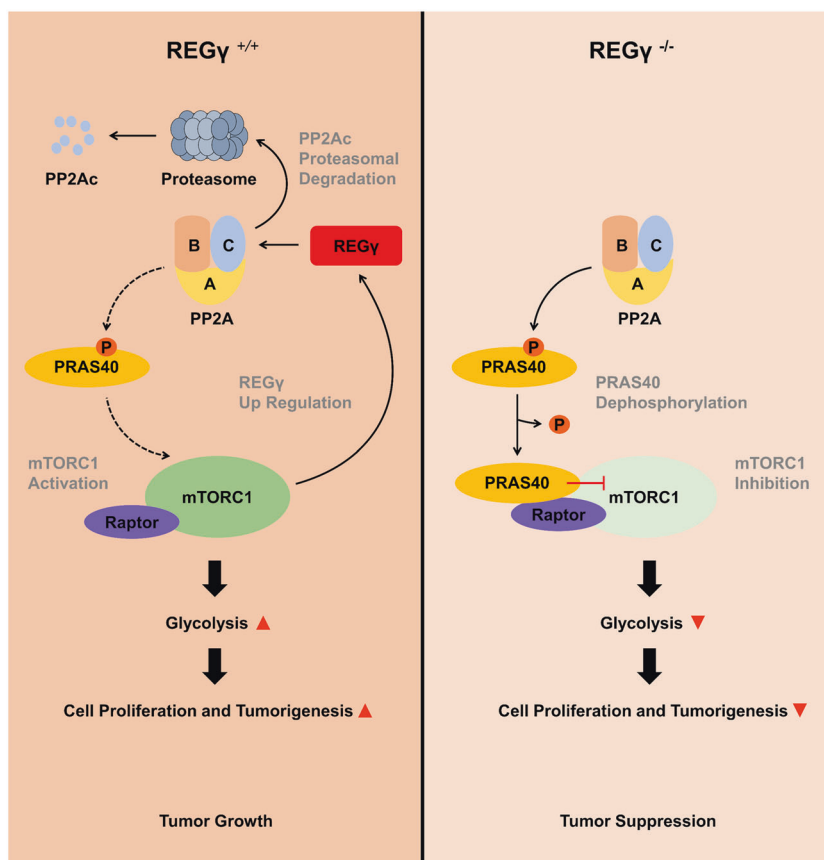 REGγ +/+
PP2Ac
Proteasome
PP2Ac
Proteasomal
Degradation
B
C
A
PP2A
REGγ
P
PRAS40
REGγ
Up Regulation
mTORC1
Activation
mTORC1
Raptor
Glycolysis
Cell Proliferation and Tumorigenesis
Tumor Growth
REGγ -/-
B
C
A
PP2A
P
PRAS40
PRAS40
Dephosphorylation
P
PRAS40
mTORC1
Raptor
mTORC1
Inhibition
Glycolysis
Cell Proliferation and Tumorigenesis
Tumor Suppression